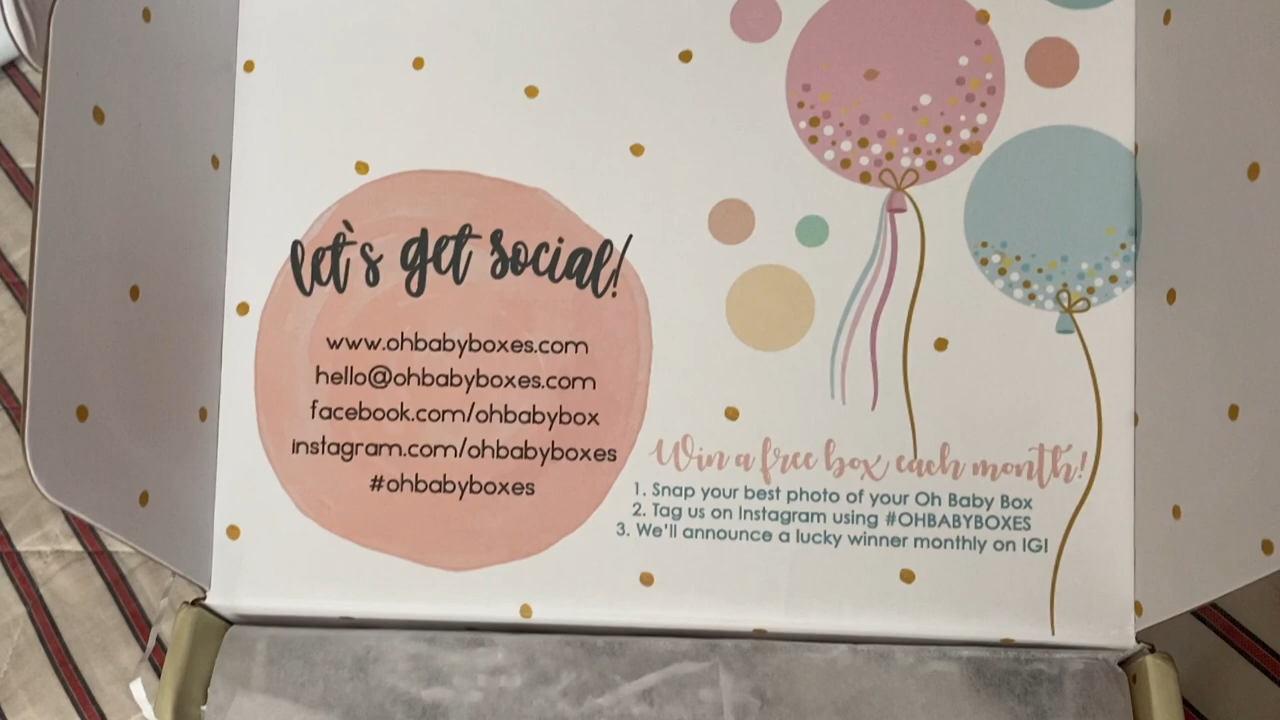 let's get social!
www.ohbabyboxes.com
hello@ohbabyboxes.com
facebook.com/ohbabybox
instagram.com/ohbabyboxes
#ohbabyboxes
Win a free box each month!
1. Snap your best photo of your Oh Baby Box
2. Tag us on Instagram using #OHBABYBOXES
3. We'll announce a lucky winner monthly on IG!